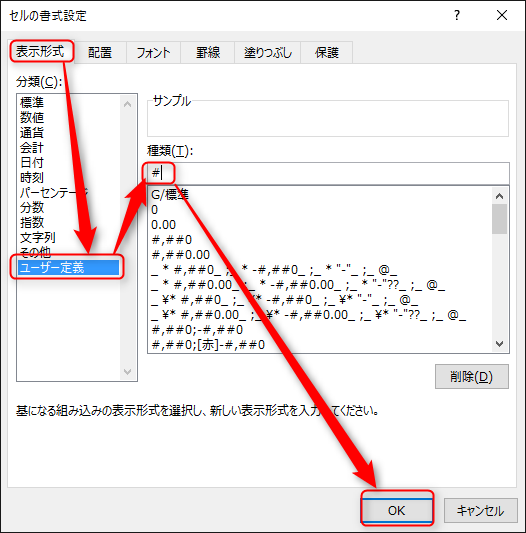 セルの書式設定
表示形式 配置 フォント 罫線 塗りつぶし 保護
分類(C):
標準
数値
通貨
会計
日付
時刻
パーセンテージ
分数
指数
文字列
その他
ユーザー定義
サンプル
種類(T):
#
G/標準
0
0.00
#,##0
#,##0.00
_ * #,##0_ ;_ * -#,##0_ ;_ * "-"_ ;_ @_
_ * #,##0.00_ ;_ * -#,##0.00_ ;_ * "-"??_ ;_ @_
_ ¥* #,##0_ ;_ ¥* -#,##0_ ;_ ¥* "-"_ ;_ @_
_ ¥* #,##0.00_ ;_ ¥* -#,##0.00_ ;_ ¥* "-"??_ ;_ @_
#,##0;-#,##0
#,##0;[赤]-#,##0
削除(D)
基になる組み込みの表示形式を選択し、新しい表示形式を入力してください。
OK キャンセル